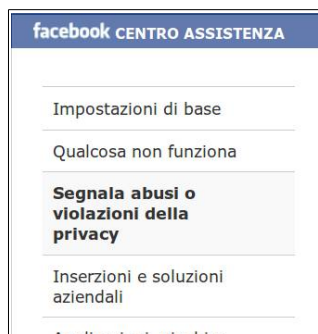 facebook CENTRO ASSISTENZA
Impostazioni di base
Qualcosa non funziona
Segnala abusi o
violazioni della
privacy
Inserzioni e soluzioni
aziendali